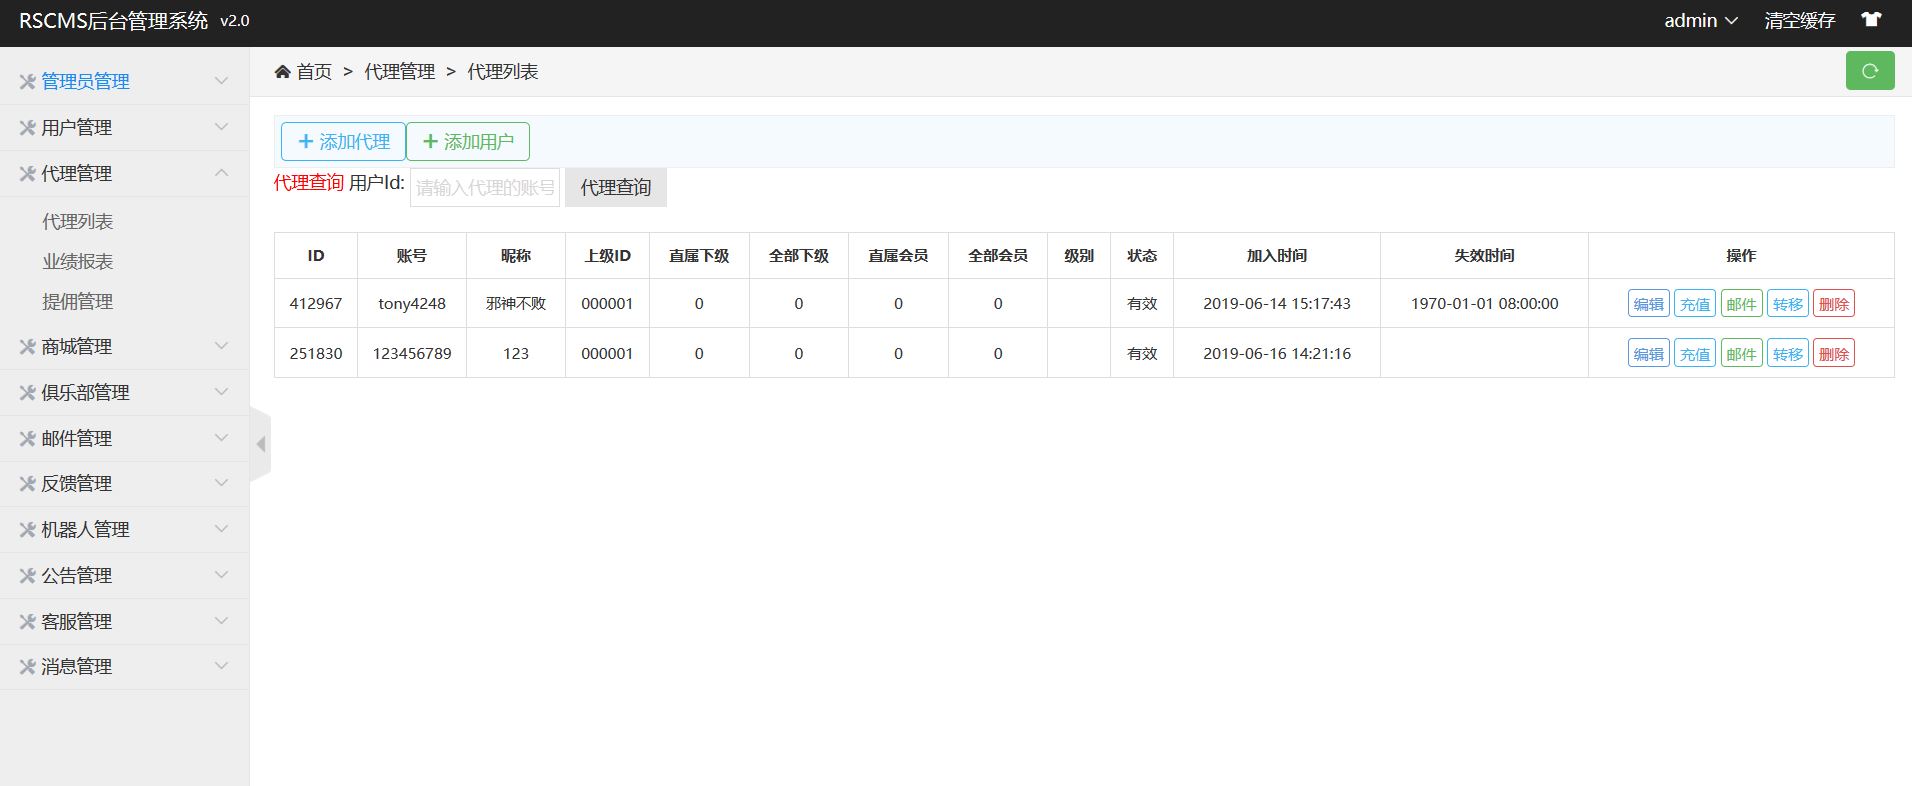 RSCMS后台管理系统 v2.0
admin 清空缓存
管理员管理
用户管理
代理管理
代理列表
业绩报表
提佣管理
商城管理
俱乐部管理
邮件管理
反馈管理
机器人管理
公告管理
客服管理
消息管理
首页 > 代理管理 > 代理列表
+ 添加代理 + 添加用户
代理查询 用户Id: 请输入代理的账号 代理查询
ID 账号 昵称 上级ID 直属下级 全部下级 直属会员 全部会员 级别 状态 加入时间 失效时间 操作
412967 tony4248 邪神不败 000001 0 0 0 0 有效 2019-06-14 15:17:43 1970-01-01 08:00:00 编辑 充值 邮件 转移 删除
251830 123456789 123 000001 0 0 0 0 有效 2019-06-16 14:21:16 编辑 充值 邮件 转移 删除